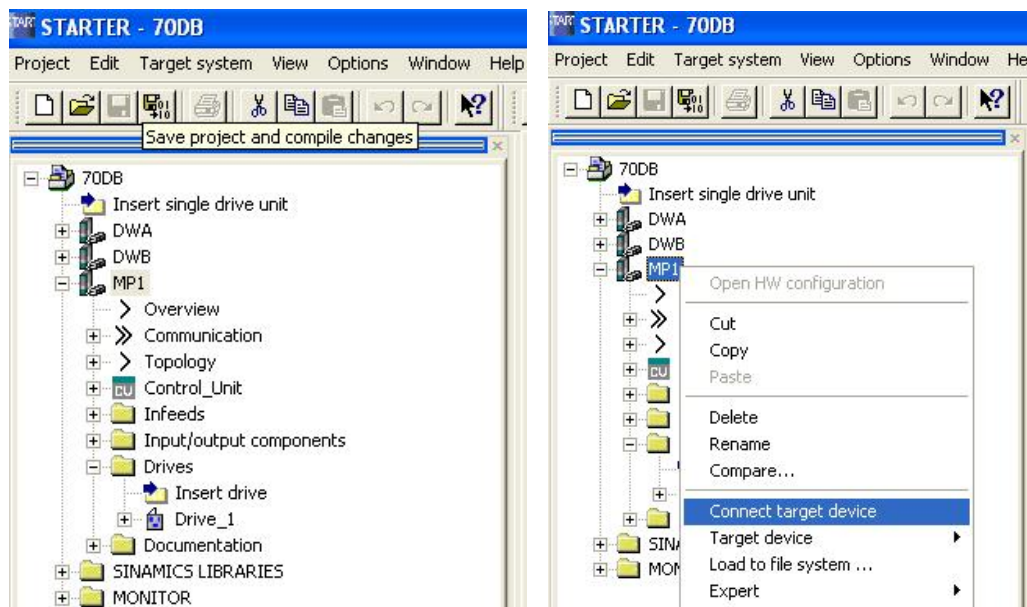 STARTER - 70DB
Project Edit Target system View Options Window Help
Save project and compile changes
70DB
Insert single drive unit
DWA
DWB
MP1
Overview
Communication
Topology
Control_Unit
Infeeds
Input/output components
Drives
Insert drive
Drive_1
Documentation
SINAMICS LIBRARIES
MONITOR
STARTER - 70DB
Project Edit Target system View Options Window He
70DB
Insert single drive unit
DWA
DWB
MP1
Open HW configuration
Cut
Copy
Paste
Delete
Rename
Compare...
Connect target device
Target device
Load to file system ...
Expert
SIN
MON